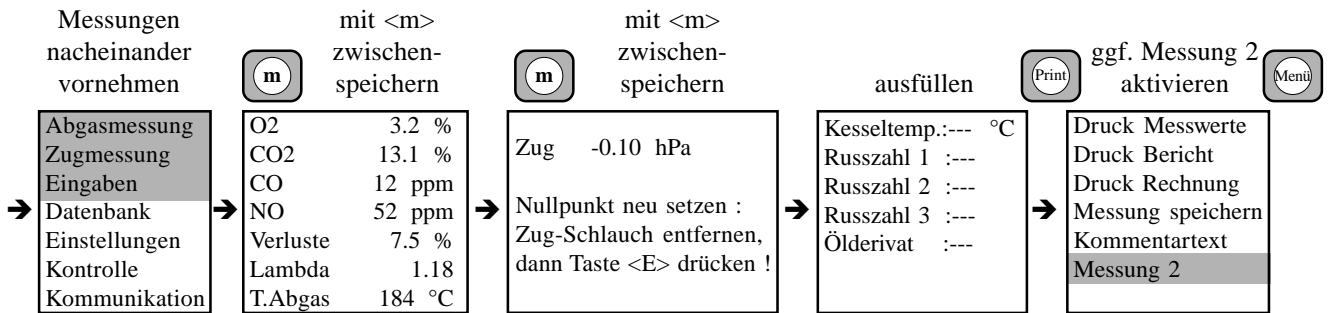 Messungen
nacheinander
vornehmen
Abgasmessung
Zugmessung
Eingaben
Datenbank
Einstellungen
Kontrolle
Kommunikation
m
mit <m>
zwischen-
speichern
O2 3.2 %
CO2 13.1 %
CO 12 ppm
NO 52 ppm
Verluste 7.5 %
Lambda 1.18
T.Abgas 184 °C
m
mit <m>
zwischen-
speichern
Zug -0.10 hPa
Nullpunkt neu setzen :
Zug-Schlauch entfernen,
dann Taste <E> drücken !
ausfüllen
Kesseltemp.:--- °C
Russzahl 1 :---
Russzahl 2 :---
Russzahl 3 :---
Ölderivat :---
Print
ggf. Messung 2
aktivieren
Menü
Druck Messwerte
Druck Bericht
Druck Rechnung
Messung speichern
Kommentartext
Messung 2